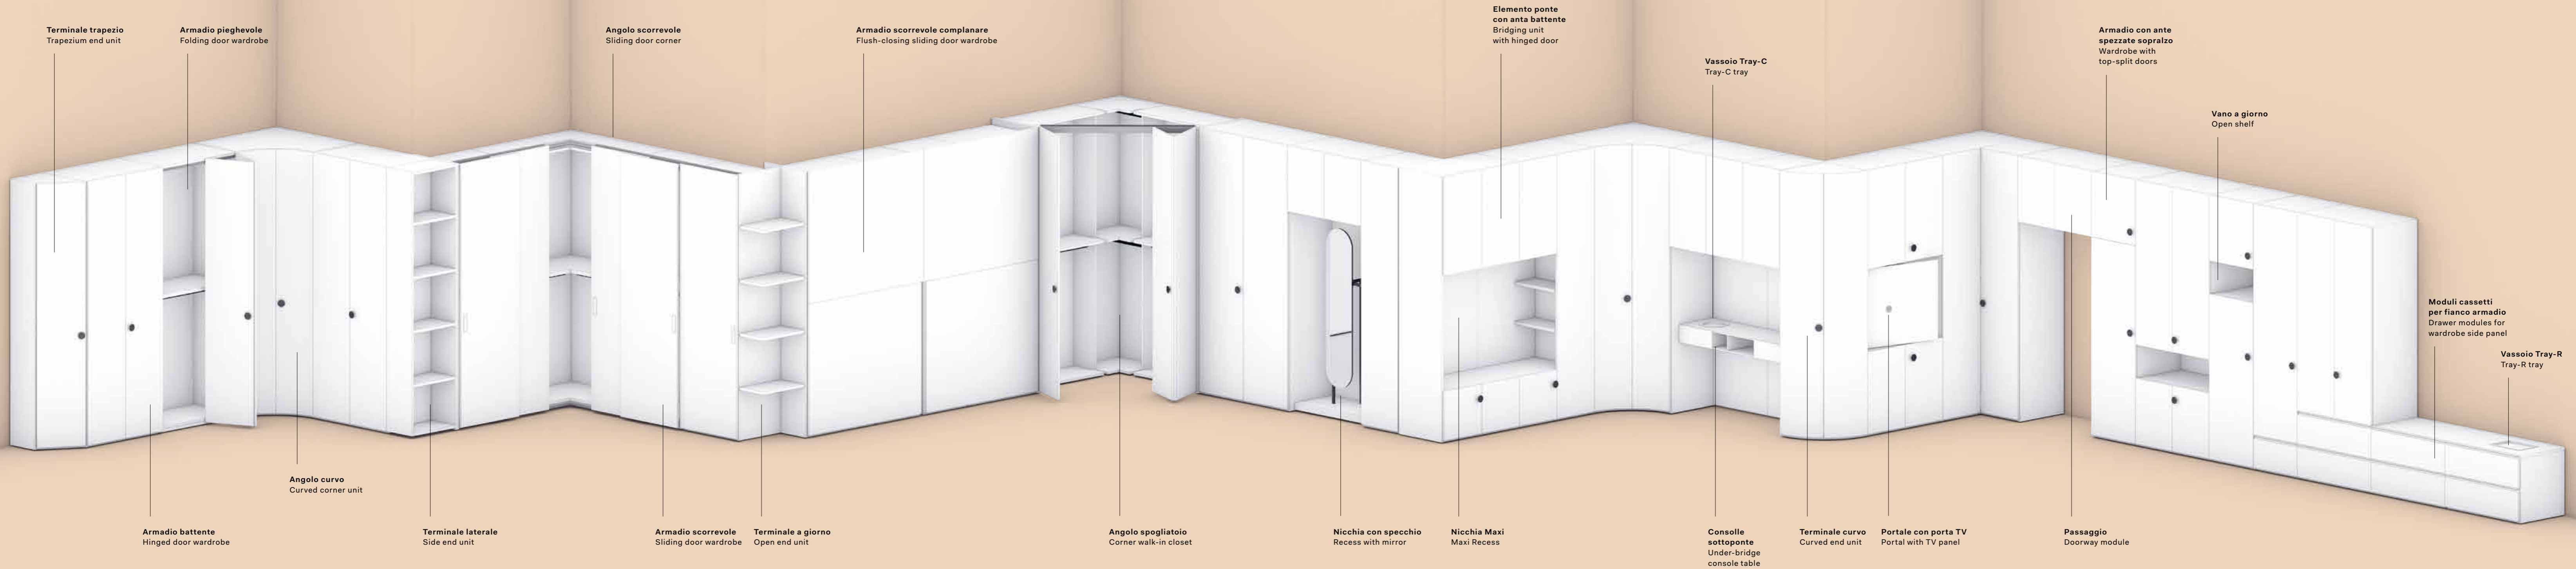 Terminale trapezio
Trapezium end unit
Armadio pieghevole
Folding door wardrobe
Angolo scorrevole
Sliding door corner
Armadio scorrevole complanare
Flush-closing sliding door wardrobe
Elemento ponte
con anta battente
Bridging unit
with hinged door
Vassoio Tray-C
Tray-C tray
Armadio con ante
spezzate sopralzo
Wardrobe with
top-split doors
Vano a giorno
Open shelf
Moduli cassetti
per fianco armadio
Drawer modules for
wardrobe side panel
Vassoio Tray-R
Tray-R tray
Angolo curvo
Curved corner unit
Armadio battente
Hinged door wardrobe
Terminale laterale
Side end unit
Armadio scorrevole
Sliding door wardrobe
Terminale a giorno
Open end unit
Angolo spogliatoio
Corner walk-in closet
Nicchia con specchio
Recess with mirror
Nicchia Maxi
Maxi Recess
Consolle
sottoponte
Under-bridge
console table
Terminale curvo
Curved end unit
Portale con porta TV
Portal with TV panel
Passaggio
Doorway module